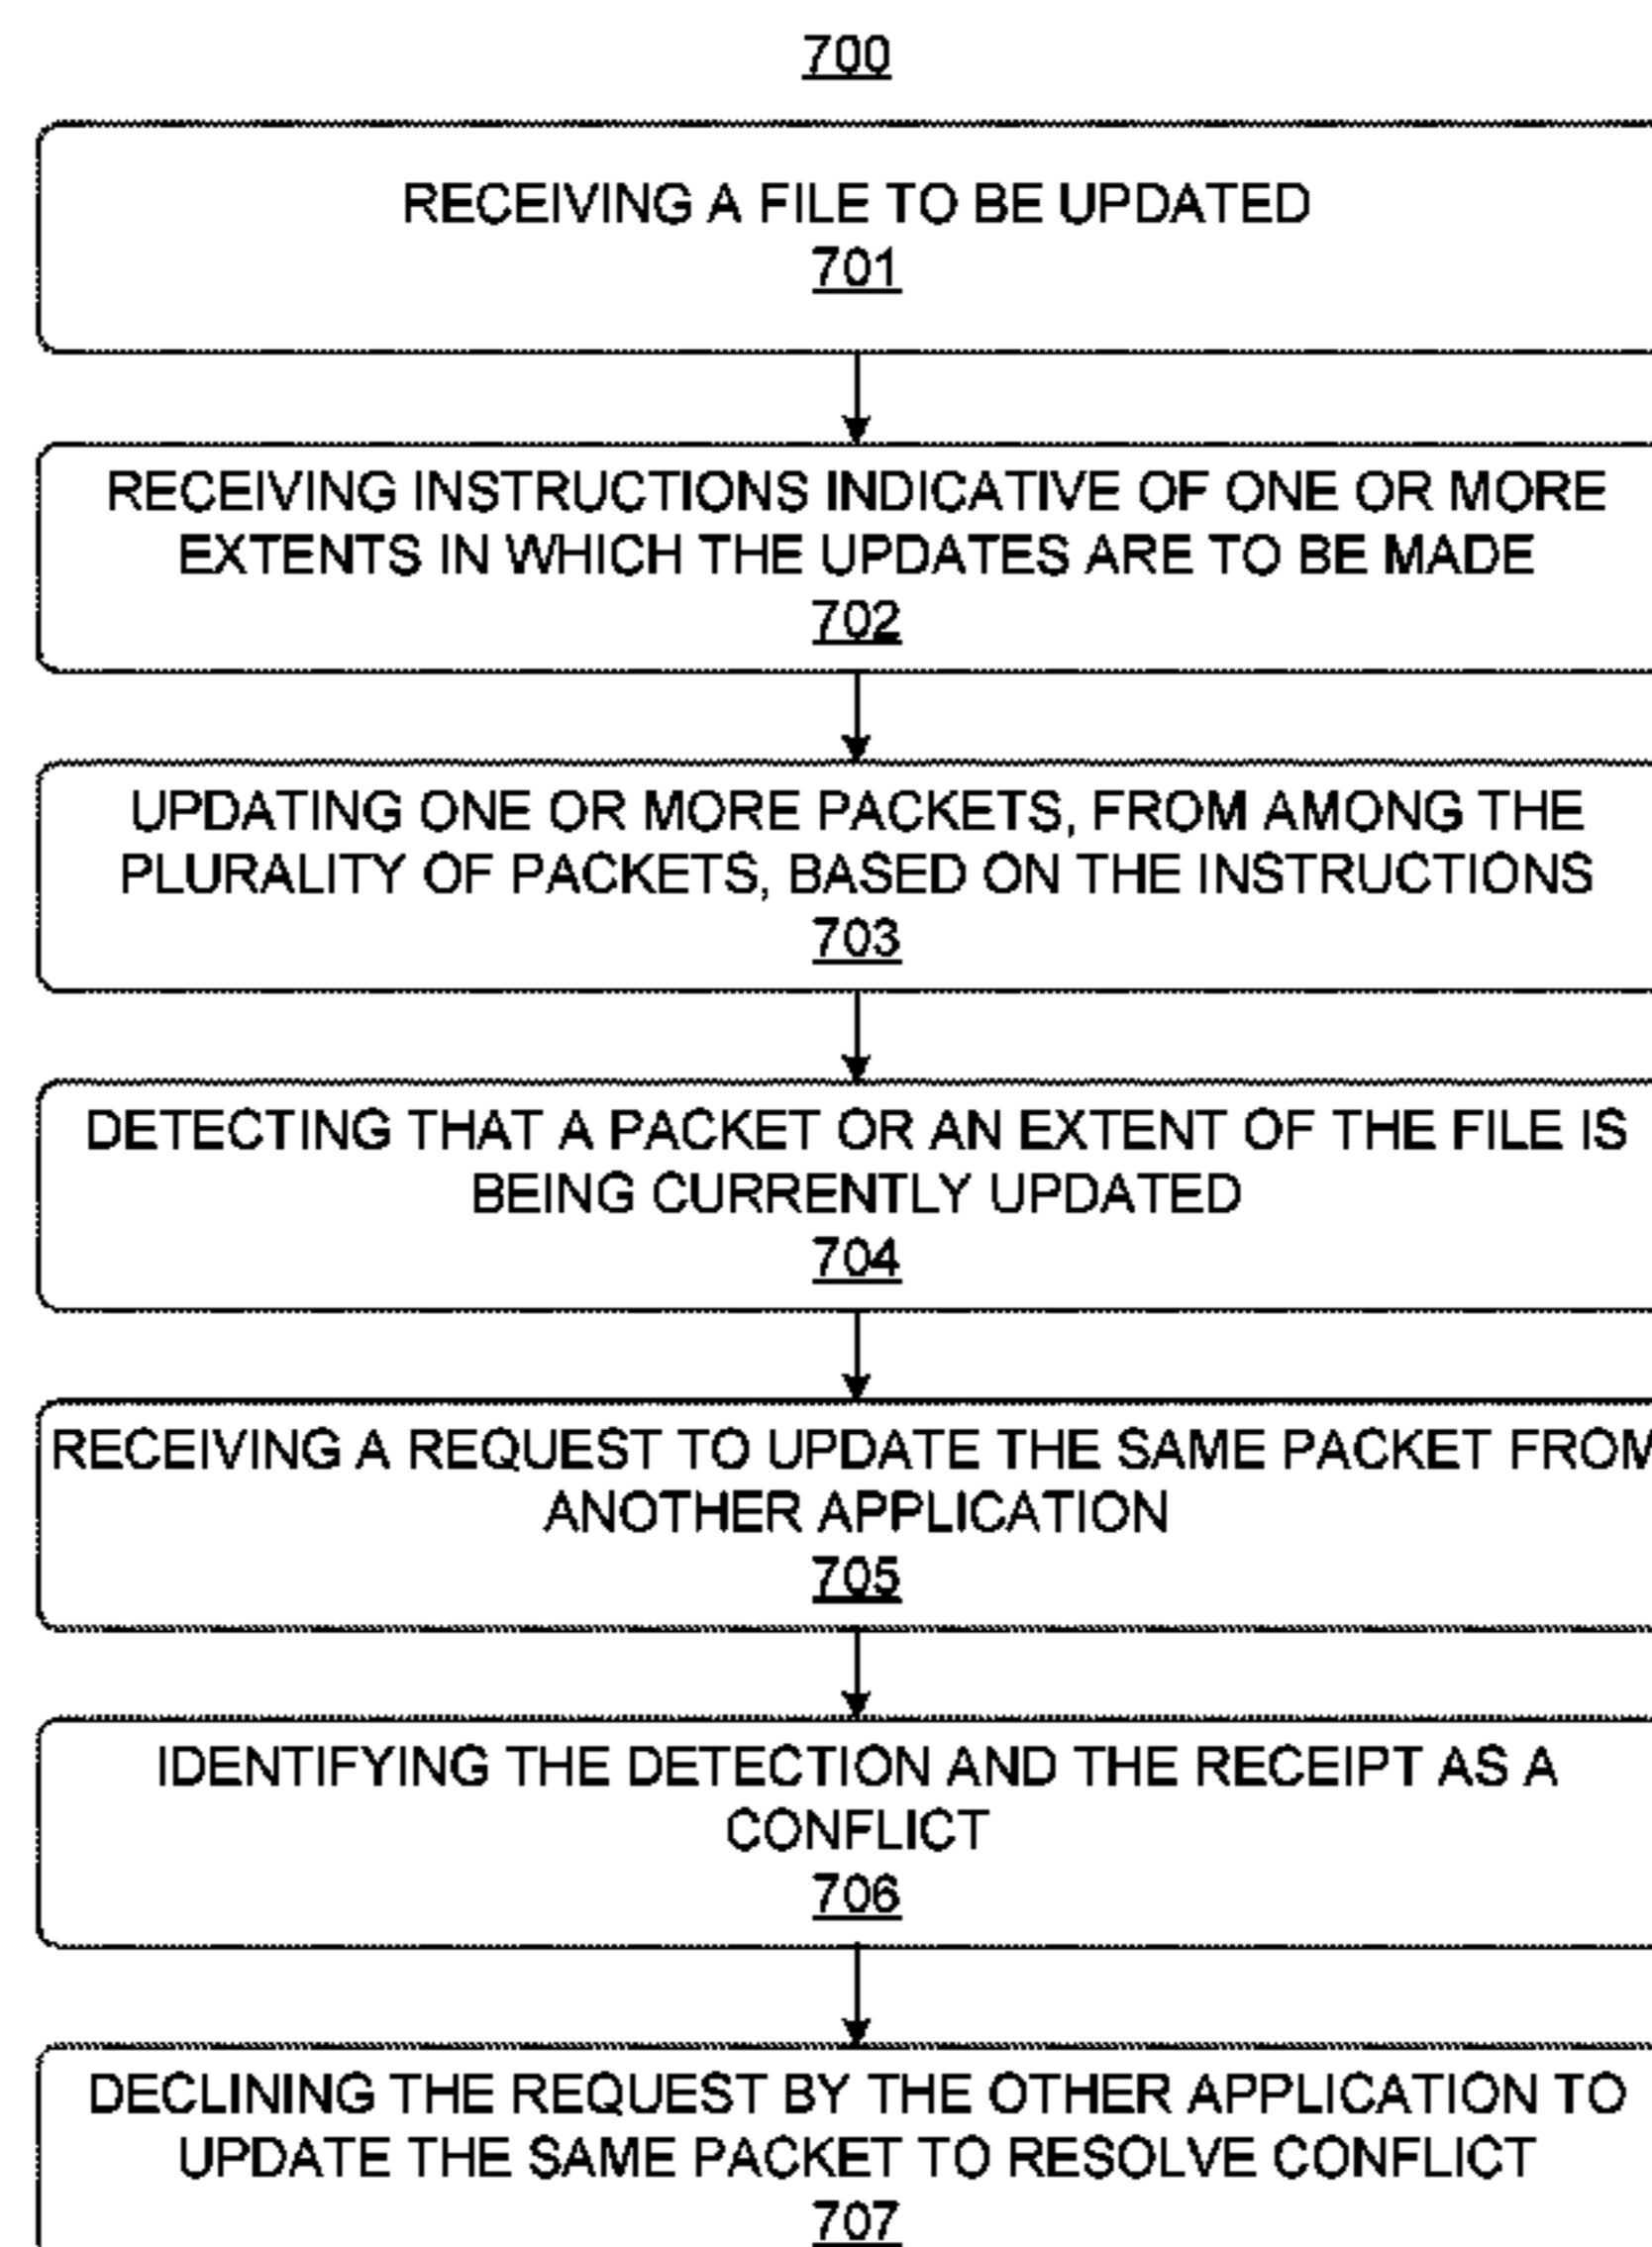 700
RECEIVING A FILE TO BE UPDATED
701
RECEIVING INSTRUCTIONS INDICATIVE OF ONE OR MORE
EXTENTS IN WHICH THE UPDATES ARE TO BE MADE
702
UPDATING ONE OR MORE PACKETS, FROM AMONG THE
PLURALITY OF PACKETS, BASED ON THE INSTRUCTIONS
703
DETECTING THAT A PACKET OR AN EXTENT OF THE FILE IS
BEING CURRENTLY UPDATED
704
RECEIVING A REQUEST TO UPDATE THE SAME PACKET FROM
ANOTHER APPLICATION
705
IDENTIFYING THE DETECTION AND THE RECEIPT AS A
CONFLICT
706
DECLINING THE REQUEST BY THE OTHER APPLICATION TO
UPDATE THE SAME PACKET TO RESOLVE CONFLICT
707